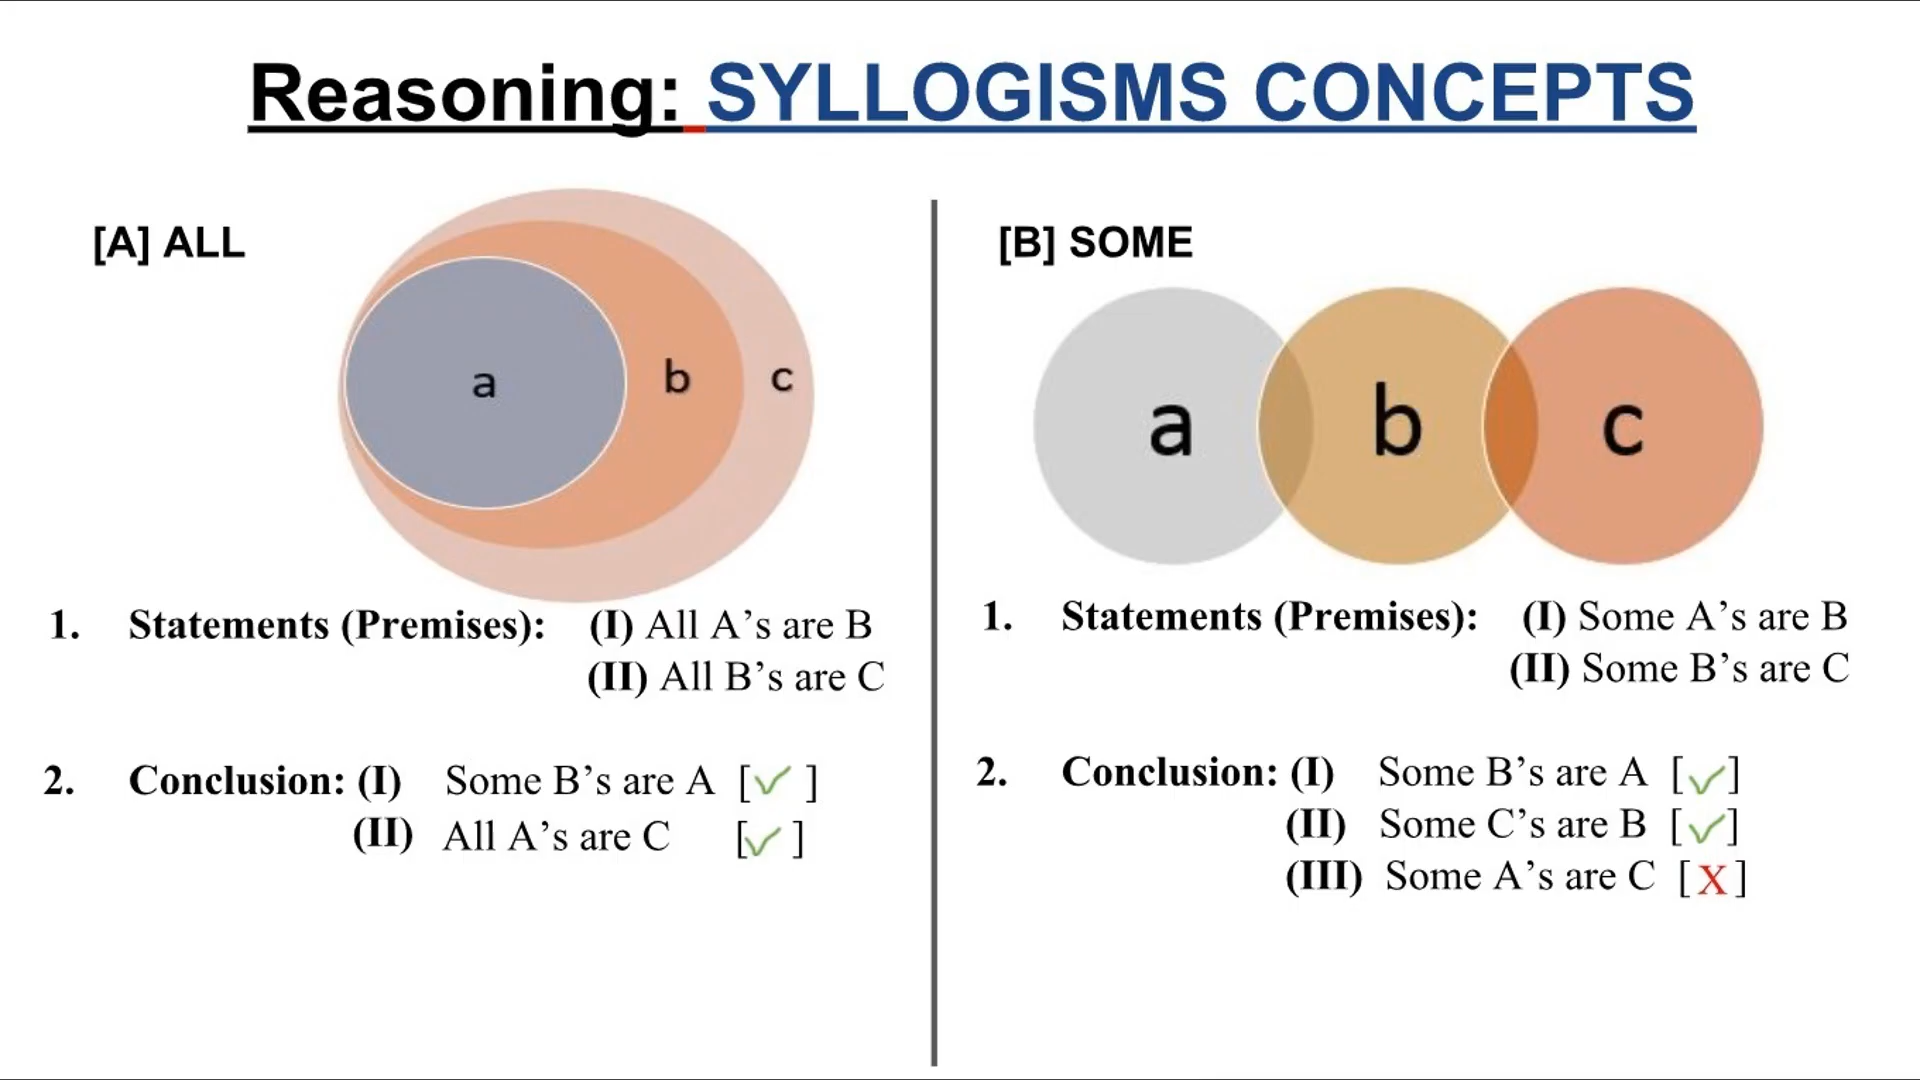 Reasoning: SYLLOGISMS CONCEPTS
[A] ALL
a
b
c
1. Statements (Premises): (I) All A’s are B
(II) All B’s are C
2. Conclusion: (I) Some B’s are A [✓]
(II) All A’s are C [✓]
[B] SOME
a
b
c
1. Statements (Premises): (I) Some A’s are B
(II) Some B’s are C
2. Conclusion: (I) Some B’s are A [✓]
(II) Some C’s are B [✓]
(III) Some A’s are C [X]